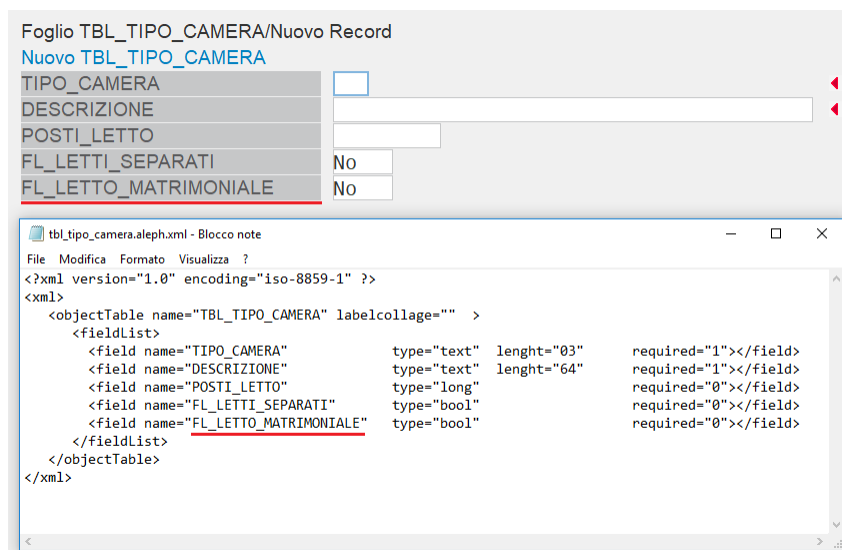 Foglio TBL_TIPO_CAMERA/Nuovo Record
Nuovo TBL_TIPO_CAMERA
TIPO_CAMERA
DESCRIZIONE
POSTI_LETTO
FL_LETTI_SEPARATI No
FL_LETTO_MATRIMONIALE No
tbl_tipo_camera.aleph.xml - Blocco note
File Modifica Formato Visualizza ?
<?xml version="1.0" encoding="iso-8859-1" ?>
<xml>
<objectTable name="TBL_TIPO_CAMERA" labelcollage="" >
<fieldList>
<field name="TIPO_CAMERA" type="text" lenght="03" required="1"></field>
<field name="DESCRIZIONE" type="text" lenght="64" required="1"></field>
<field name="POSTI_LETTO" type="long" required="0"></field>
<field name="FL_LETTI_SEPARATI" type="bool" required="0"></field>
<field name="FL_LETTO_MATRIMONIALE" type="bool" required="0"></field>
</fieldList>
</objectTable>
</xml>